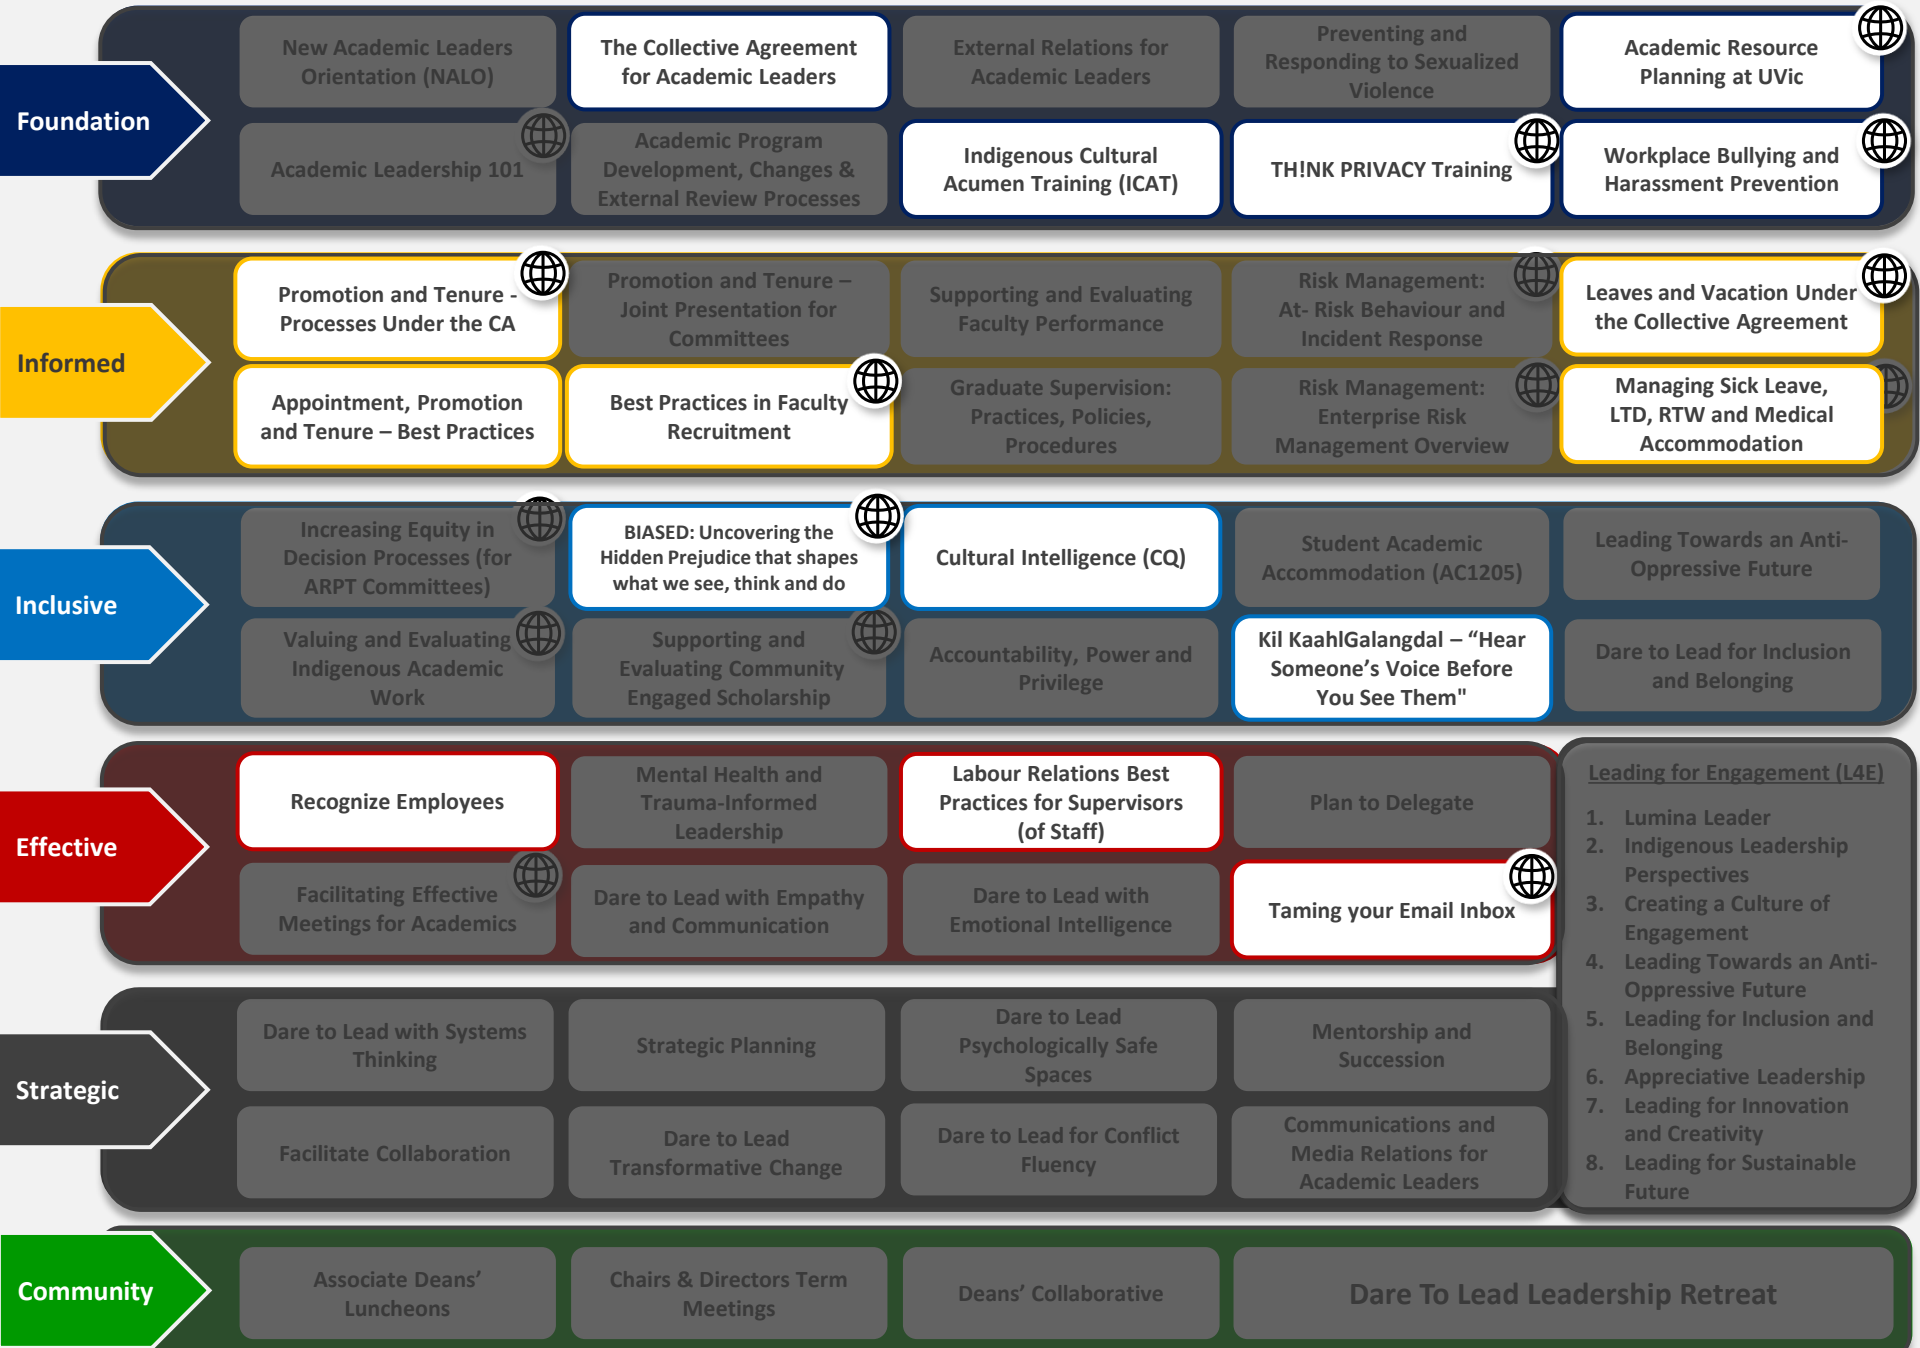 Foundation
New Academic Leaders
Orientation (NALO)
The Collective Agreement
for Academic Leaders
External Relations for
Academic Leaders
Preventing and
Responding to Sexualized
Violence
Academic Resource
Planning at UVic
Academic Leadership 101
Academic Program
Development, Changes &
External Review Processes
Indigenous Cultural
Acumen Training (ICAT)
TH!NK PRIVACY Training
Workplace Bullying and
Harassment Prevention
Informed
Promotion and Tenure -
Processes Under the CA
Promotion and Tenure –
Joint Presentation for
Committees
Supporting and Evaluating
Faculty Performance
Risk Management:
At- Risk Behaviour and
Incident Response
Leaves and Vacation Under
the Collective Agreement
Appointment, Promotion
and Tenure – Best Practices
Best Practices in Faculty
Recruitment
Graduate Supervision:
Practices, Policies,
Procedures
Risk Management:
Enterprise Risk
Management Overview
Managing Sick Leave,
LTD, RTW and Medical
Accommodation
Inclusive
Increasing Equity in
Decision Processes (for
ARPT Committees)
BIASED: Uncovering the
Hidden Prejudice that shapes
what we see, think and do
Cultural Intelligence (CQ)
Student Academic
Accommodation (AC1205)
Leading Towards an Anti-
Oppressive Future
Valuing and Evaluating
Indigenous Academic
Work
Supporting and
Evaluating Community
Engaged Scholarship
Accountability, Power and
Privilege
Kil KaahlGalangdal – “Hear
Someone’s Voice Before
You See Them"
Dare to Lead for Inclusion
and Belonging
Effective
Recognize Employees
Mental Health and
Trauma-Informed
Leadership
Labour Relations Best
Practices for Supervisors
(of Staff)
Plan to Delegate
Facilitating Effective
Meetings for Academics
Dare to Lead with Empathy
and Communication
Dare to Lead with
Emotional Intelligence
Taming your Email Inbox
Leading for Engagement (L4E)
1. Lumina Leader
2. Indigenous Leadership
Perspectives
3. Creating a Culture of
Engagement
4. Leading Towards an Anti-
Oppressive Future
5. Leading for Inclusion and
Belonging
6. Appreciative Leadership
7. Leading for Innovation
and Creativity
8. Leading for Sustainable
Future
Strategic
Dare to Lead with Systems
Thinking
Strategic Planning
Dare to Lead
Psychologically Safe
Spaces
Mentorship and
Succession
Facilitate Collaboration
Dare to Lead
Transformative Change
Dare to Lead for Conflict
Fluency
Communications and
Media Relations for
Academic Leaders
Community
Associate Deans’
Luncheons
Chairs & Directors Term
Meetings
Deans’ Collaborative
Dare To Lead Leadership Retreat